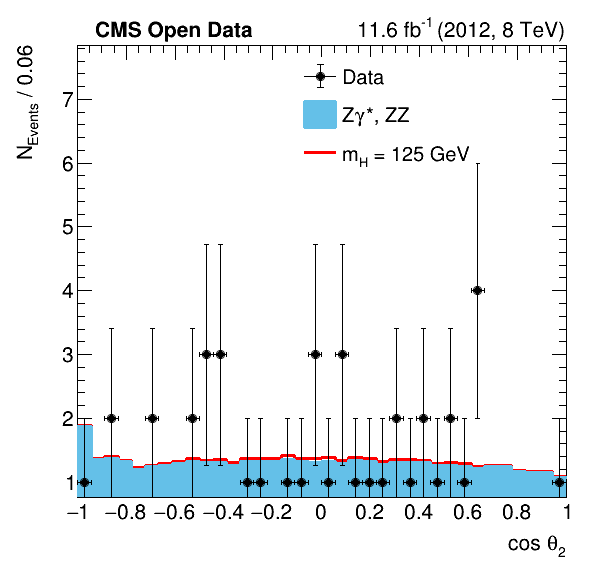 CMS Open Data
11.6 fb⁻¹ (2012, 8 TeV)
N_Events / 0.06
Data
Zγ*, ZZ
m_H = 125 GeV
7
6
5
4
3
2
1
−1 −0.8 −0.6 −0.4 −0.2 0 0.2 0.4 0.6 0.8 1
cos θ₂